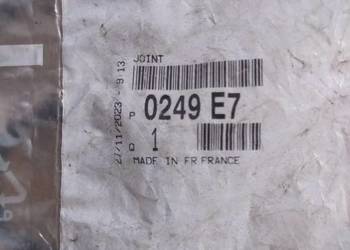 JOINT
P 0249 E7
Q 1
MADE IN FR FRANCE
27/11/2023 - 9:13